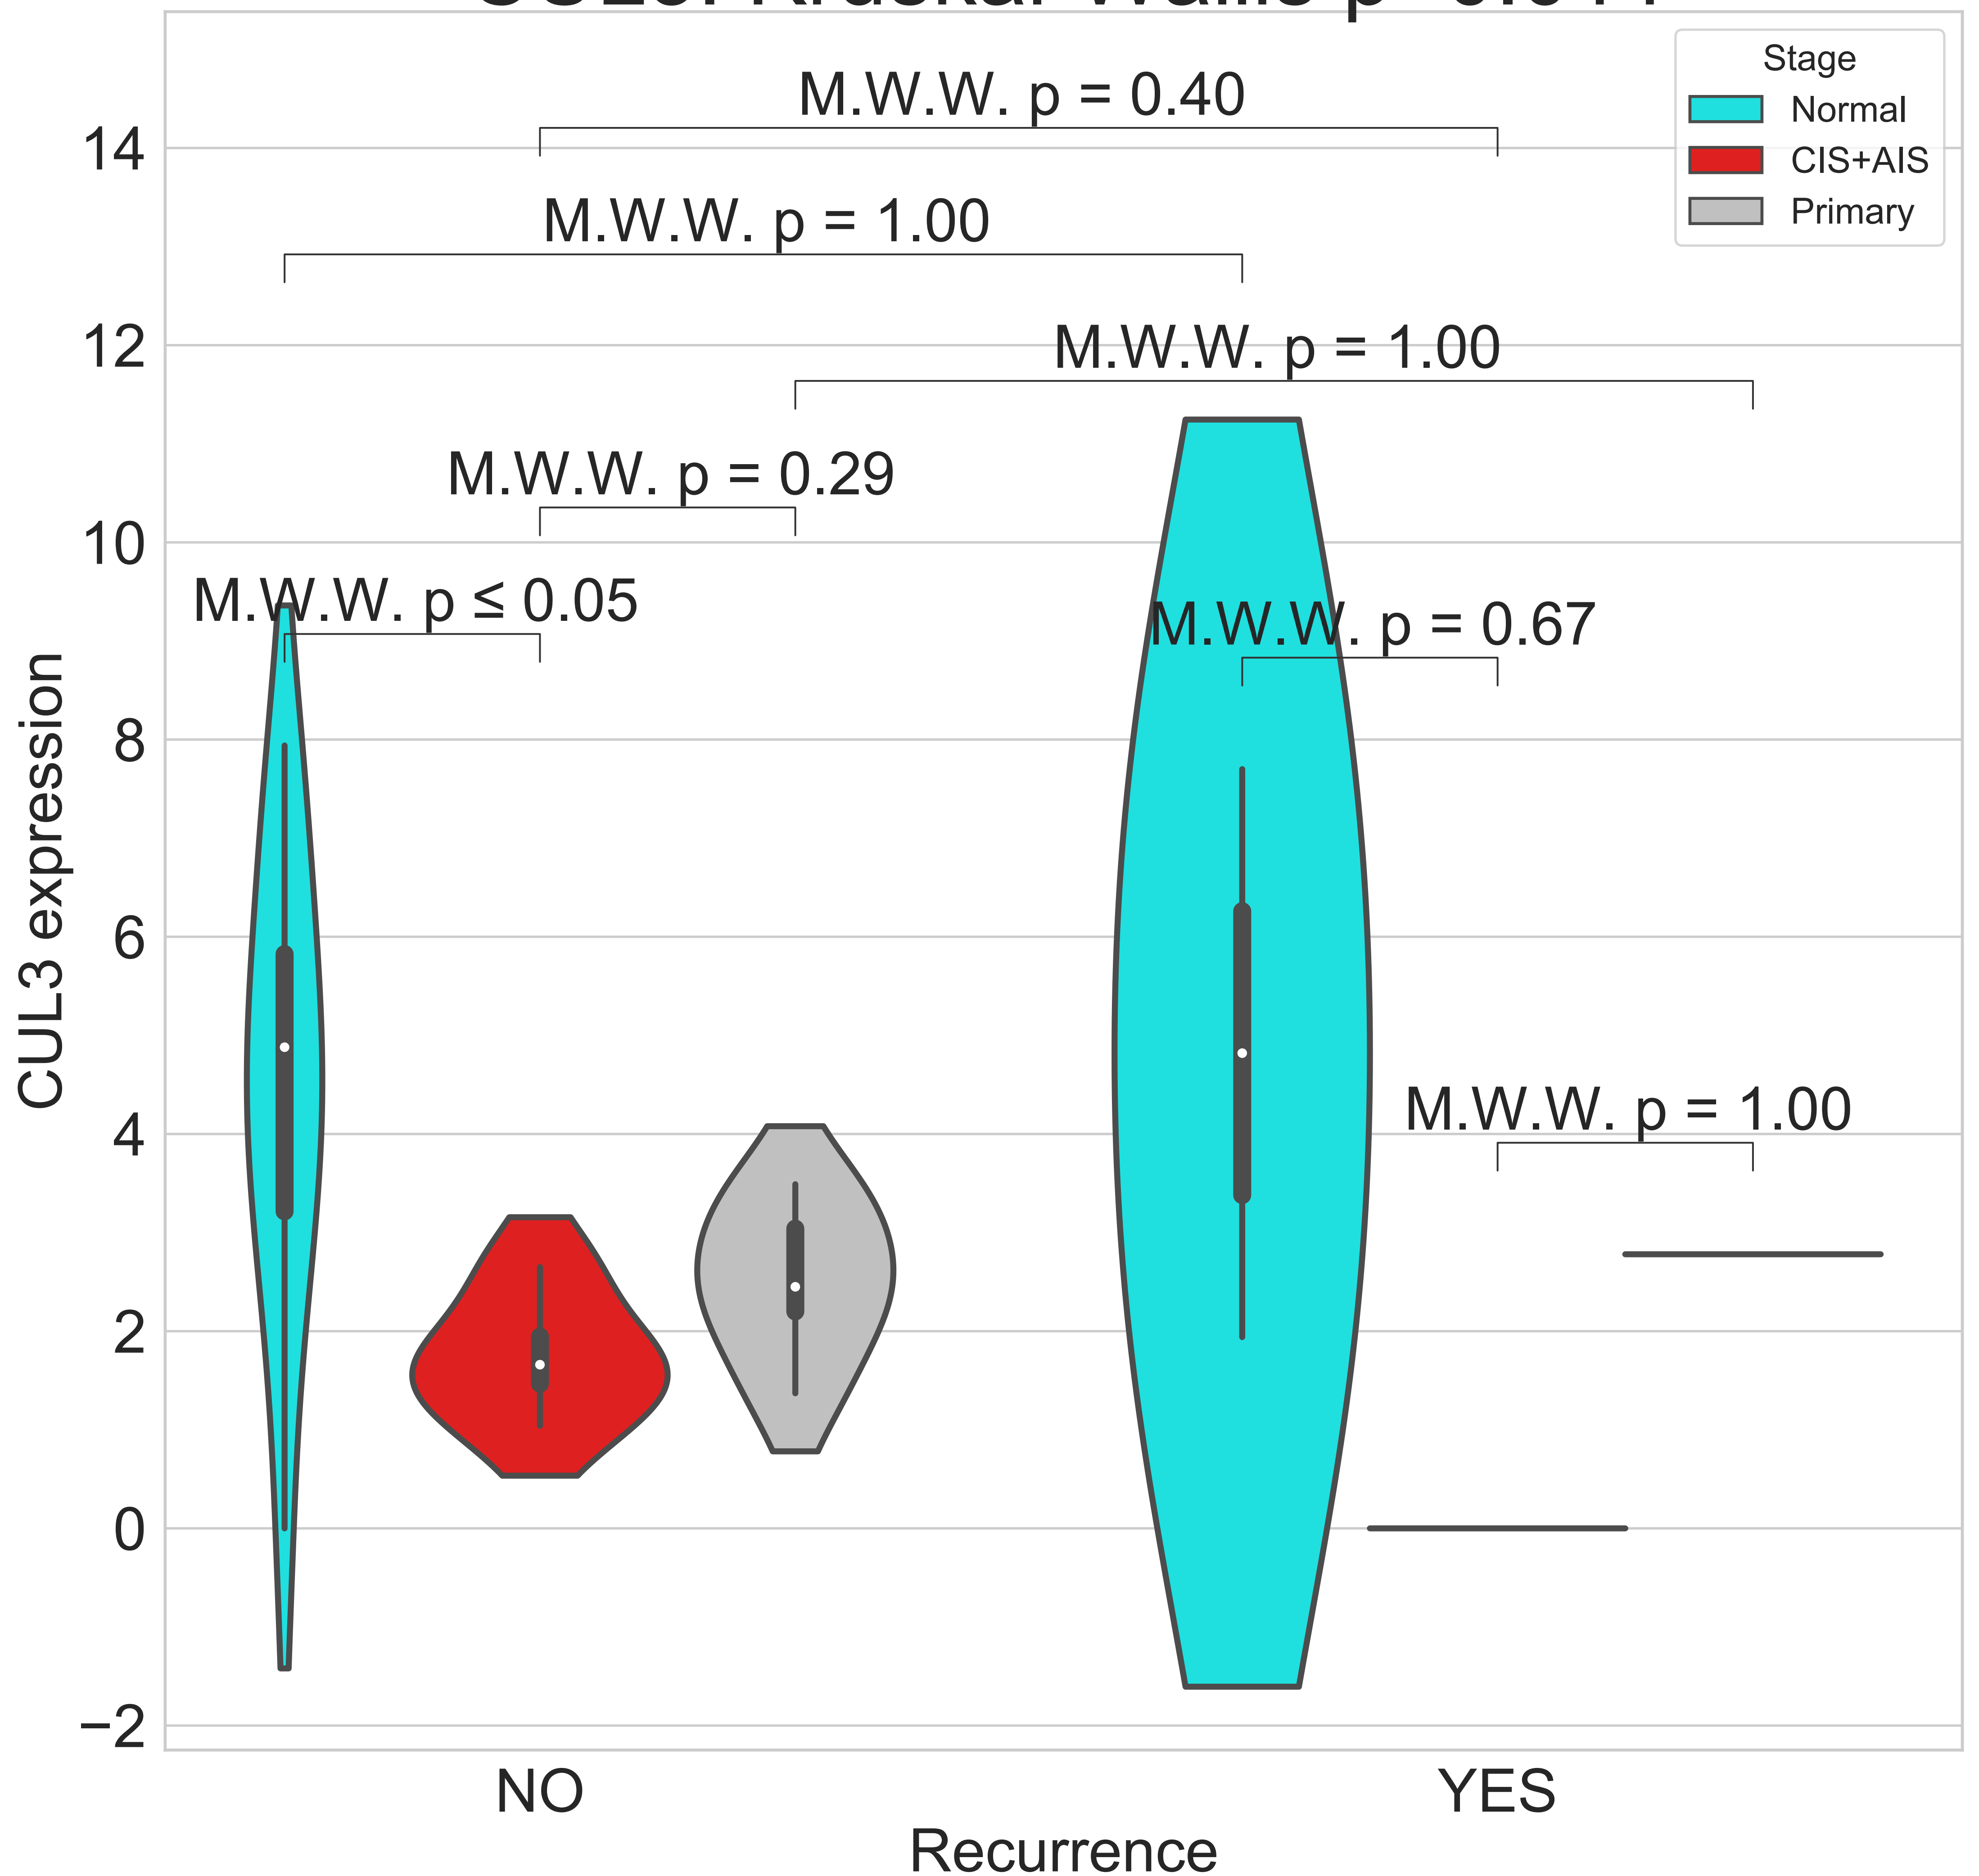 Stage
Normal
CIS+AIS
Primary
M.W.W. p = 0.40
M.W.W. p = 1.00
M.W.W. p = 1.00
M.W.W. p = 0.29
M.W.W. p ≤ 0.05
M.W.W. p = 0.67
M.W.W. p = 1.00
14
12
10
8
6
4
2
0
−2
CUL3 expression
NO
YES
Recurrence